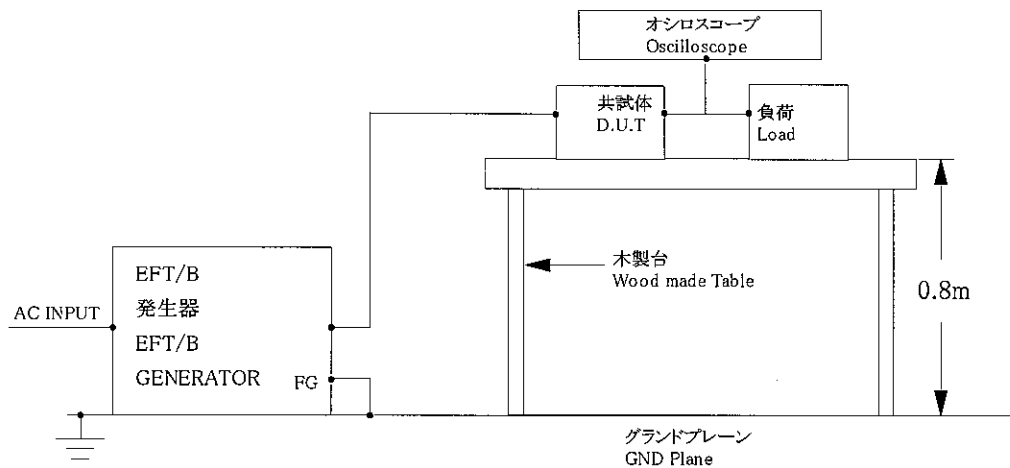 オシロスコープ
Oscilloscope
共試体
D.U.T
負荷
Load
木製台
Wood made Table
0.8m
EFT/B
発生器
EFT/B
GENERATOR
FG
AC INPUT
グランドプレーン
GND Plane